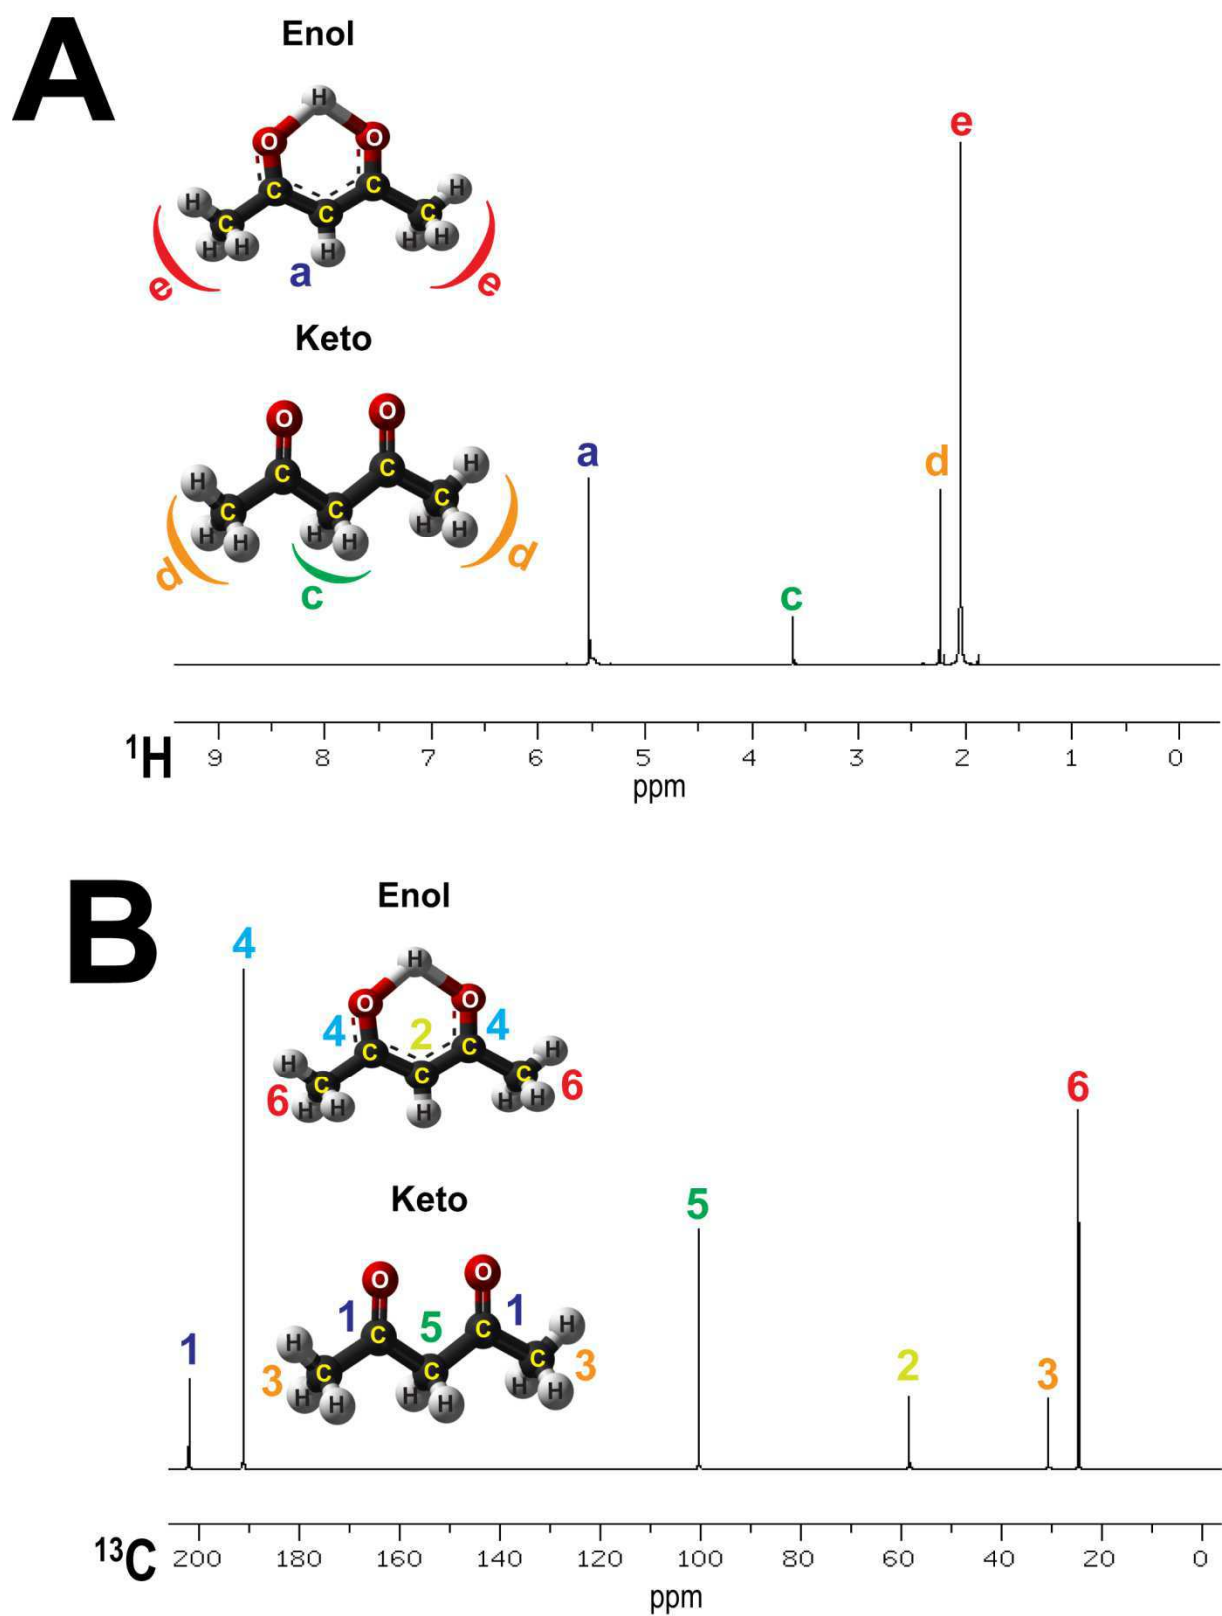 A
Enol
H
O O
C C
C
H H
C C
H H H H H
e a e
Keto
O O
C C
H H
C C C
H H H H H H
d c d
a c d e
¹H
9 8 7 6 5 4 3 2 1 0
ppm
B
Enol
H
O O
4 2 4
C C
C
H H
C C
6 H H H H H 6
Keto
O O
1 5 1
C C
H H
C C C
3 H H H H H H 3
1 4 5 2 3 6
¹³C
200 180 160 140 120 100 80 60 40 20 0
ppm